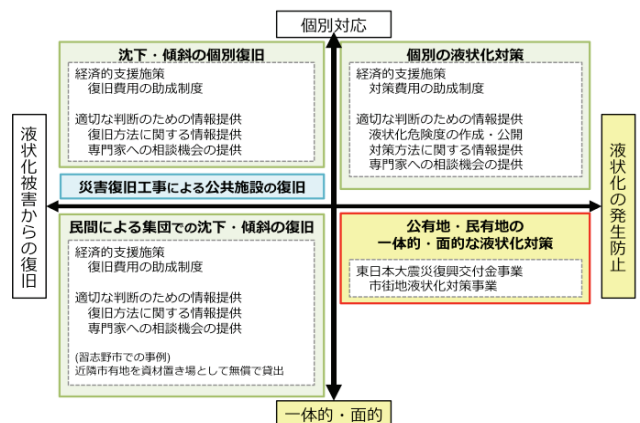 個別対応
沈下・傾斜の個別復旧
経済的支援施策
復旧費用の助成制度
適切な判断のための情報提供
復旧方法に関する情報提供
専門家への相談機会の提供
個別の液状化対策
経済的支援施策
対策費用の助成制度
適切な判断のための情報提供
液状化危険度の作成・公開
対策方法に関する情報提供
専門家への相談機会の提供
液状化被害からの復旧
災害復旧工事による公共施設の復旧
液状化の発生防止
民間による集団での沈下・傾斜の復旧
経済的支援施策
復旧費用の助成制度
適切な判断のための情報提供
復旧方法に関する情報提供
専門家への相談機会の提供
(習志野市での事例)
近隣市有地を資材置き場として無償で貸出
公有地・民有地の
一体的・面的な液状化対策
東日本大震災復興交付金事業
市街地液状化対策事業
一体的・面的